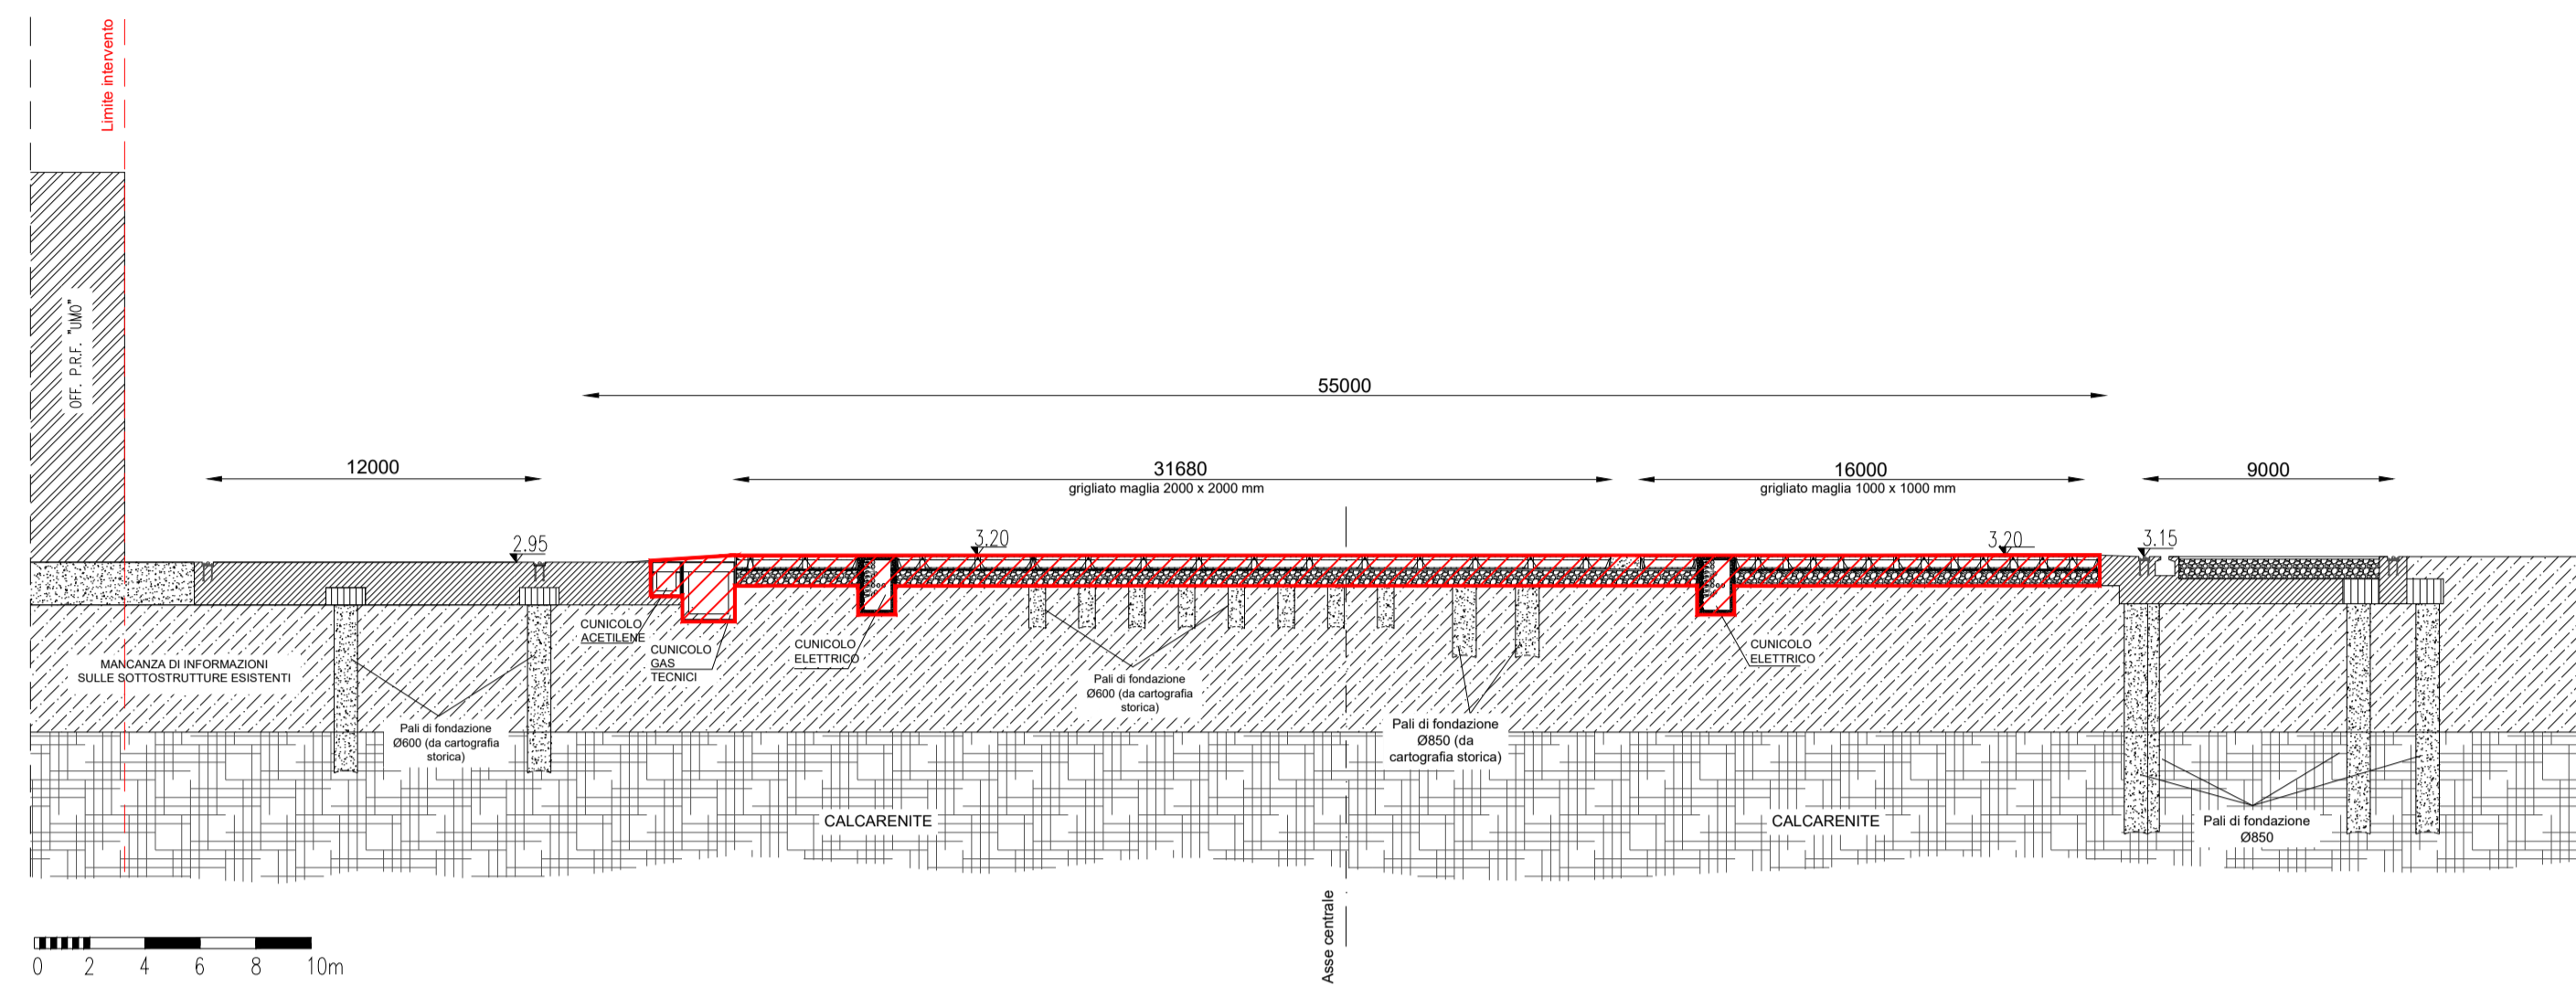 Limite intervento
OFF. P.R.F. "UMO"
55000
12000
31680
grigliato maglia 2000 x 2000 mm
16000
grigliato maglia 1000 x 1000 mm
9000
2.95
3.20
3.20
3.15
CUNICOLO
ACETILENE
CUNICOLO
GAS
TECNICI
CUNICOLO
ELETTRICO
CUNICOLO
ELETTRICO
MANCANZA DI INFORMAZIONI
SULLE SOTTOSTRUTTURE ESISTENTI
Pali di fondazione
Ø600 (da cartografia
storica)
Pali di fondazione
Ø600 (da cartografia
storica)
Pali di fondazione
Ø850 (da
cartografia storica)
CALCARENITE
CALCARENITE
Pali di fondazione
Ø850
Asse centrale
0 2 4 6 8 10m